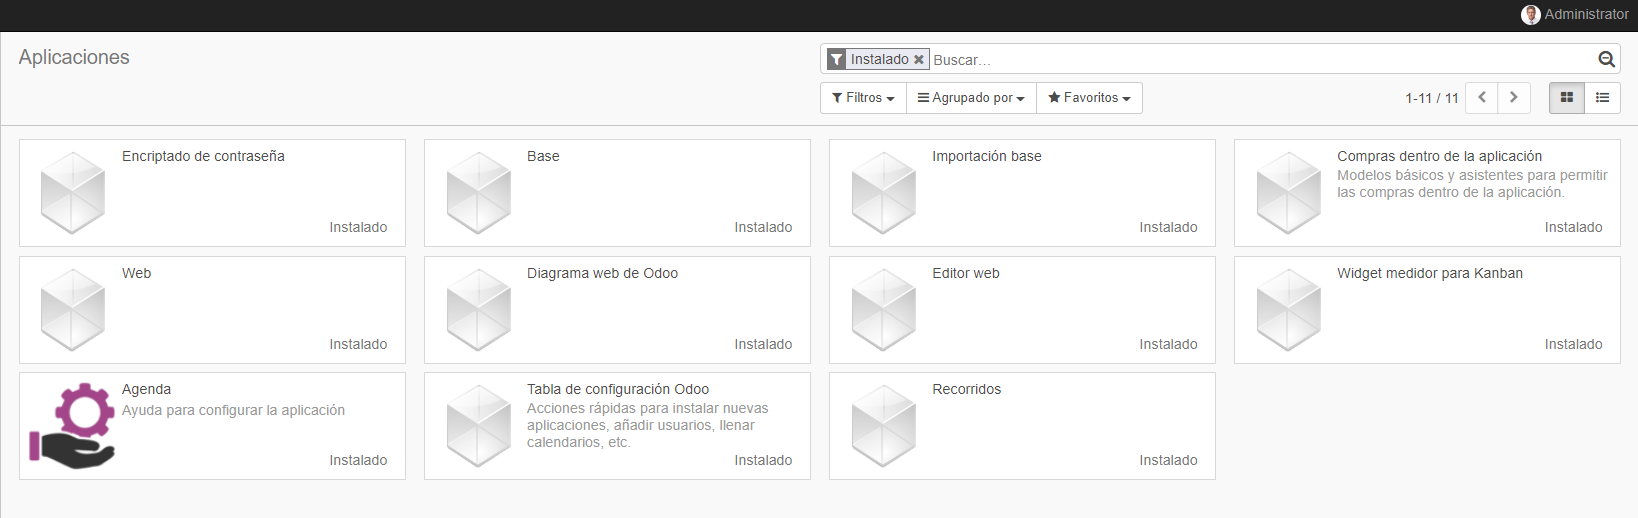 Administrator
Aplicaciones
Instalado Buscar...
Filtros Agrupado por Favoritos 1-11 / 11
Encriptado de contraseña
Instalado
Base
Instalado
Importación base
Instalado
Compras dentro de la aplicación
Modelos básicos y asistentes para permitir
las compras dentro de la aplicación.
Instalado
Web
Instalado
Diagrama web de Odoo
Instalado
Editor web
Instalado
Widget medidor para Kanban
Instalado
Agenda
Ayuda para configurar la aplicación
Instalado
Tabla de configuración Odoo
Acciones rápidas para instalar nuevas
aplicaciones, añadir usuarios, llenar
calendarios, etc.
Instalado
Recorridos
Instalado